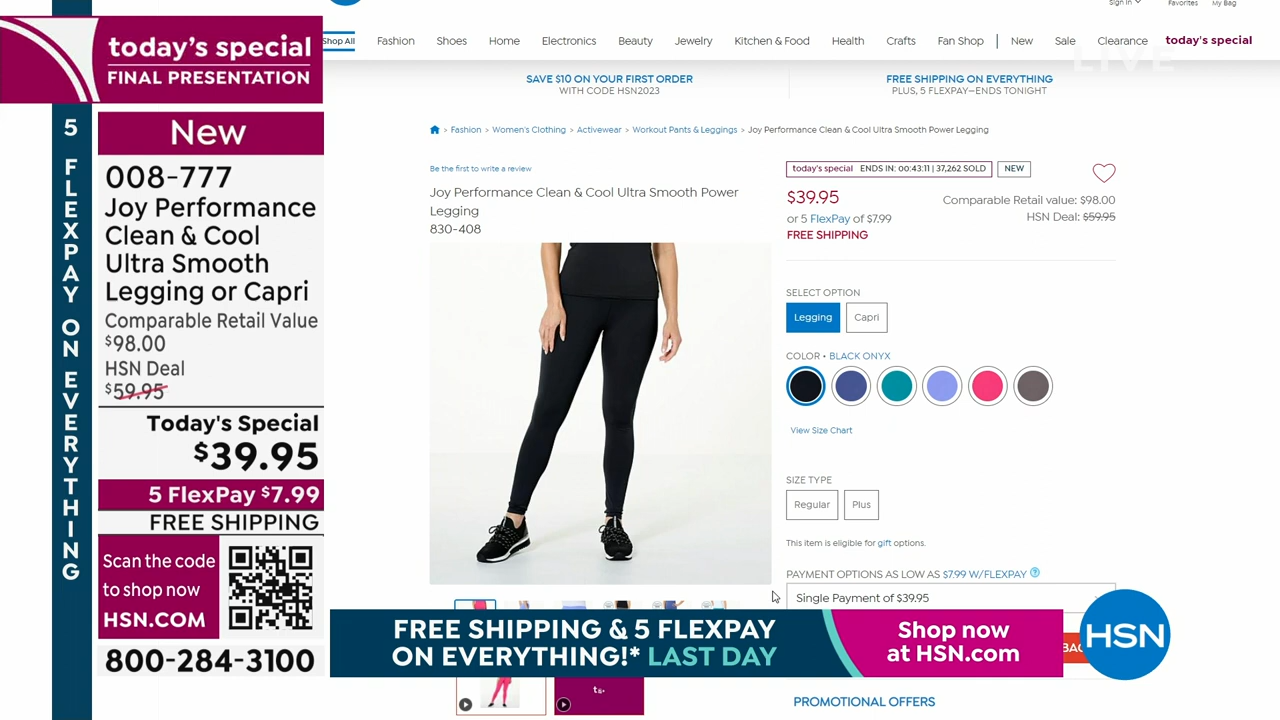 today's special
FINAL PRESENTATION
5 FLEXPAY ON EVERYTHING
New
008-777
Joy Performance
Clean & Cool
Ultra Smooth
Legging or Capri
Comparable Retail Value
$98.00
HSN Deal
$59.95
Today's Special
$39.95
5 FlexPay $7.99
FREE SHIPPING
Scan the code
to shop now
HSN.COM
800-284-3100
Sign In
Favorites
My Bag
Shop All
Fashion
Shoes
Home
Electronics
Beauty
Jewelry
Kitchen & Food
Health
Crafts
Fan Shop
New
Sale
Clearance
today's special
LIVE
SAVE $10 ON YOUR FIRST ORDER
WITH CODE HSN2023
FREE SHIPPING ON EVERYTHING
PLUS, 5 FLEXPAY—ENDS TONIGHT
> Fashion > Women's Clothing > Activewear > Workout Pants & Leggings > Joy Performance Clean & Cool Ultra Smooth Power Legging
Be the first to write a review
Joy Performance Clean & Cool Ultra Smooth Power
Legging
830-408
today's special ENDS IN: 00:43:11 | 37,262 SOLD
NEW
$39.95
or 5 FlexPay of $7.99
FREE SHIPPING
Comparable Retail value: $98.00
HSN Deal: $59.95
SELECT OPTION
Legging
Capri
COLOR • BLACK ONYX
View Size Chart
SIZE TYPE
Regular
Plus
This item is eligible for gift options.
PAYMENT OPTIONS AS LOW AS $7.99 W/FLEXPAY ?
Single Payment of $39.95
FREE SHIPPING & 5 FLEXPAY
ON EVERYTHING!* LAST DAY
Shop now
at HSN.com
HSN
PROMOTIONAL OFFERS